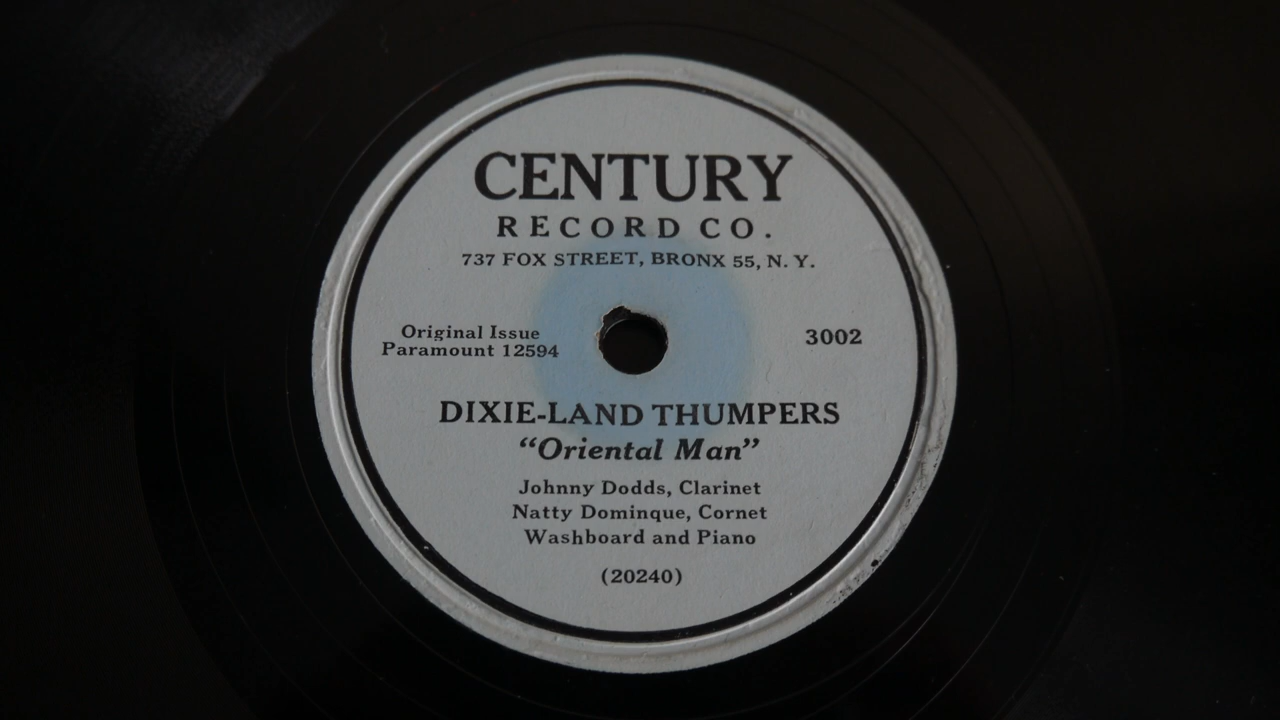 CENTURY
RECORD CO.
737 FOX STREET, BRONX 55, N. Y.
Original Issue
Paramount 12594
3002
DIXIE-LAND THUMPERS
“Oriental Man”
Johnny Dodds, Clarinet
Natty Dominque, Cornet
Washboard and Piano
(20240)